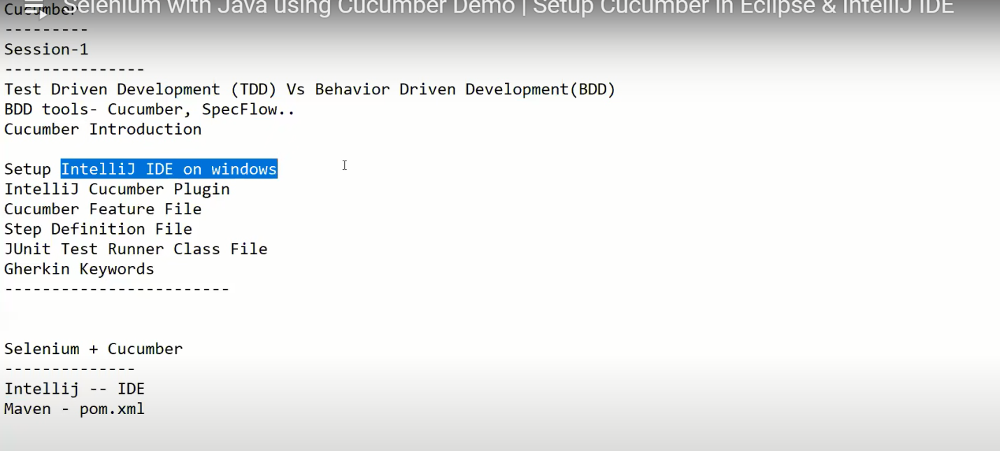 Selenium with Java using Cucumber Demo | Setup Cucumber in Eclipse & IntelliJ IDE
Cucumber
---------
Session-1
---------------
Test Driven Development (TDD) Vs Behavior Driven Development(BDD)
BDD tools- Cucumber, SpecFlow..
Cucumber Introduction
Setup IntelliJ IDE on windows
IntelliJ Cucumber Plugin
Cucumber Feature File
Step Definition File
JUnit Test Runner Class File
Gherkin Keywords
------------------------
Selenium + Cucumber
--------------
Intellij -- IDE
Maven - pom.xml